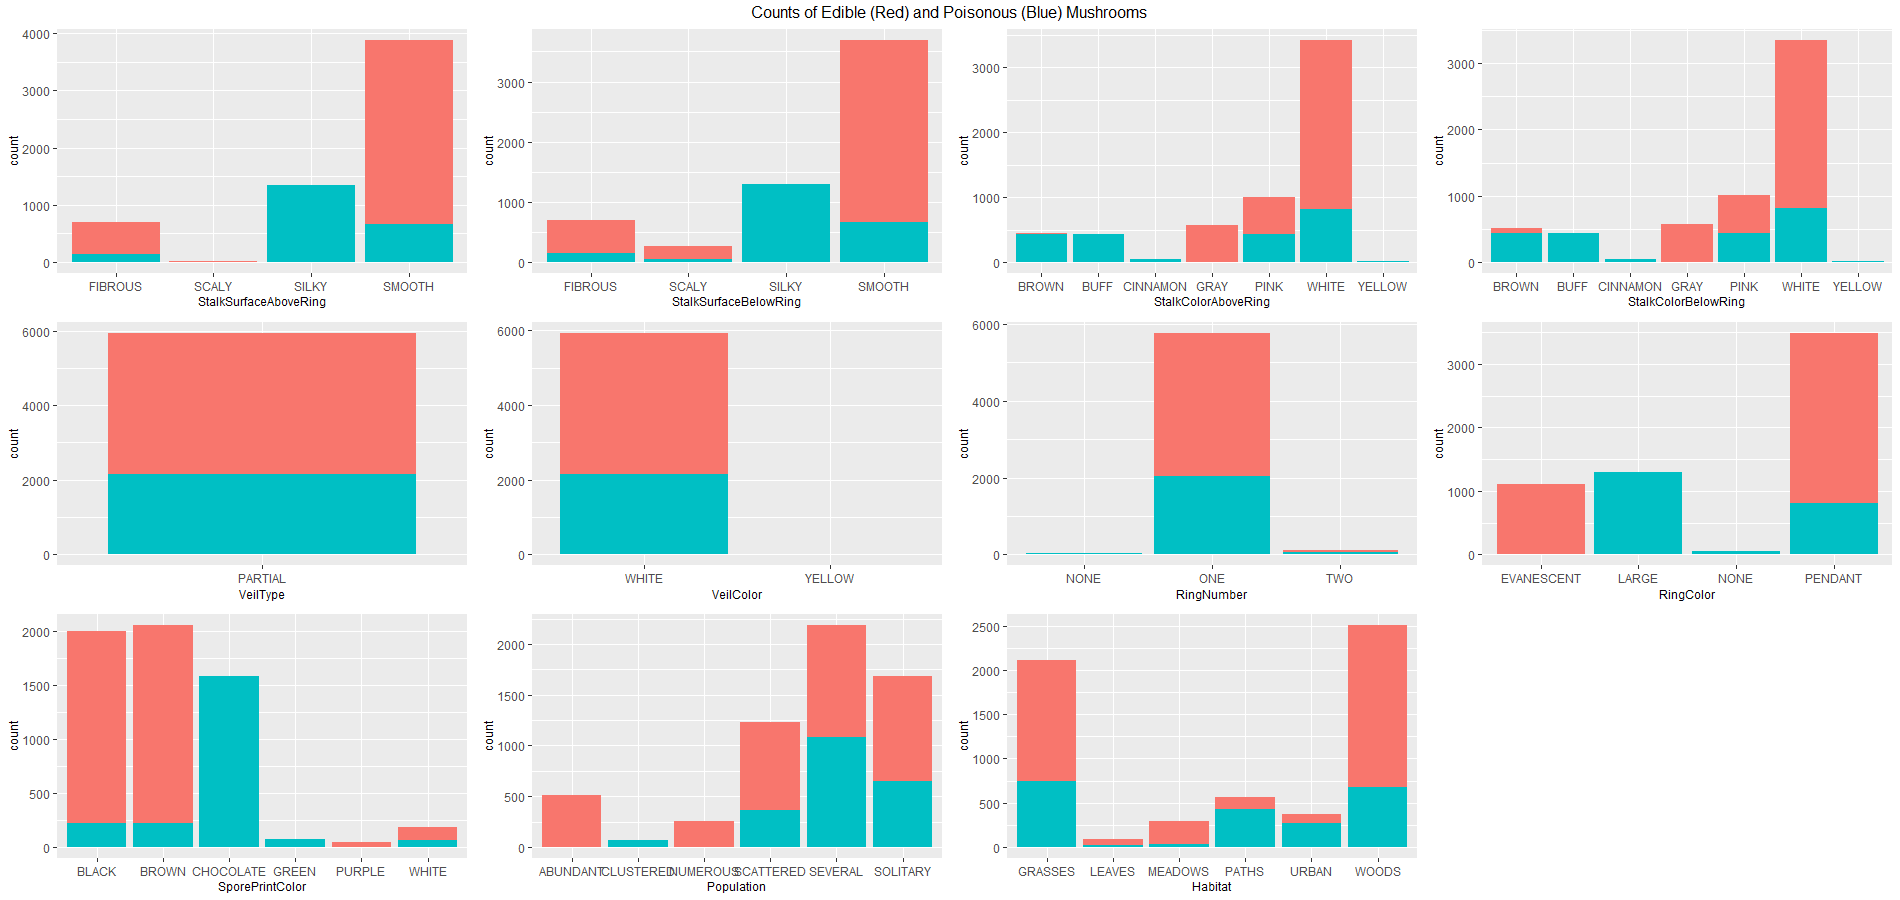 Counts of Edible (Red) and Poisonous (Blue) Mushrooms
4000
3000
2000
1000
0
count
FIBROUS SCALY SILKY SMOOTH
StalkSurfaceAboveRing
3000
2000
1000
0
count
FIBROUS SCALY SILKY SMOOTH
StalkSurfaceBelowRing
3000
2000
1000
0
count
BROWN BUFF CINNAMON GRAY PINK WHITE YELLOW
StalkColorAboveRing
3000
2000
1000
0
count
BROWN BUFF CINNAMON GRAY PINK WHITE YELLOW
StalkColorBelowRing
6000
4000
2000
0
count
PARTIAL
VeilType
6000
4000
2000
0
count
WHITE YELLOW
VeilColor
6000
4000
2000
0
count
NONE ONE TWO
RingNumber
3000
2000
1000
0
count
EVANESCENT LARGE NONE PENDANT
RingColor
2000
1500
1000
500
0
count
BLACK BROWN CHOCOLATE GREEN PURPLE WHITE
SporePrintColor
2000
1500
1000
500
0
count
ABUNDANT CLUSTERED NUMEROUS SCATTERED SEVERAL SOLITARY
Population
2500
2000
1500
1000
500
0
count
GRASSES LEAVES MEADOWS PATHS URBAN WOODS
Habitat